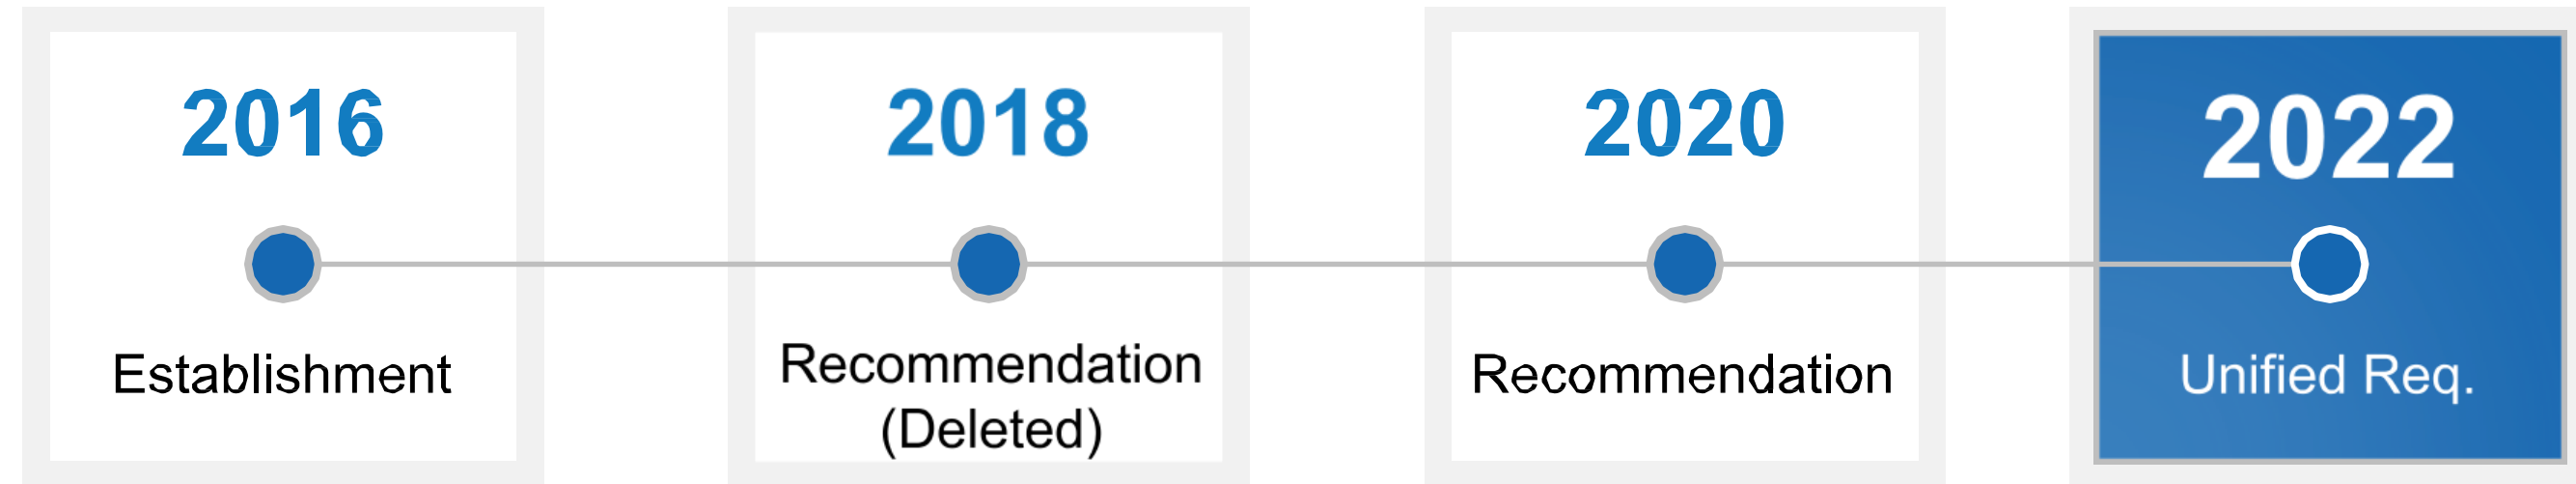 2016
Establishment
2018
Recommendation
(Deleted)
2020
Recommendation
2022
Unified Req.